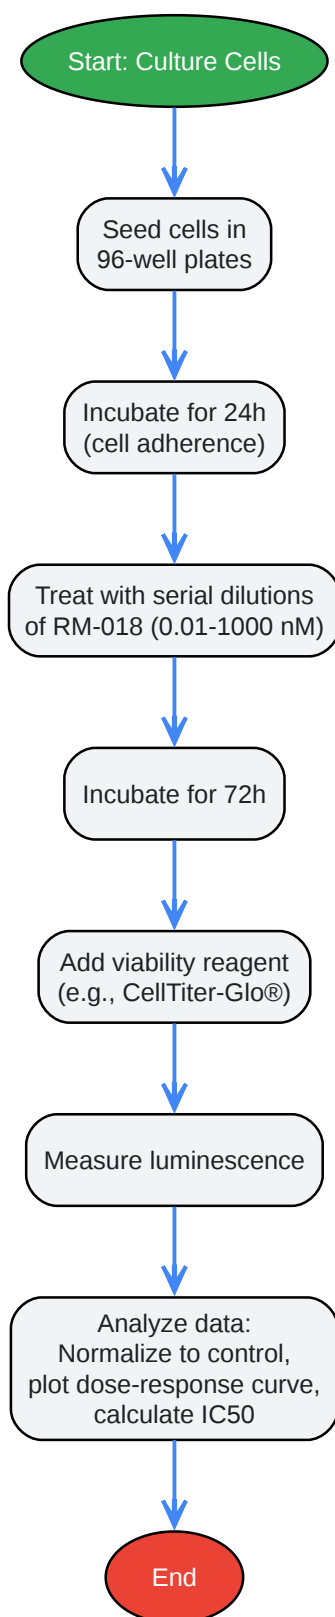 Start: Culture Cells
Seed cells in
96-well plates
Incubate for 24h
(cell adherence)
Treat with serial dilutions
of RM-018 (0.01-1000 nM)
Incubate for 72h
Add viability reagent
(e.g., CellTiter-Glo®)
Measure luminescence
Analyze data:
Normalize to control,
plot dose-response curve,
calculate IC50
End